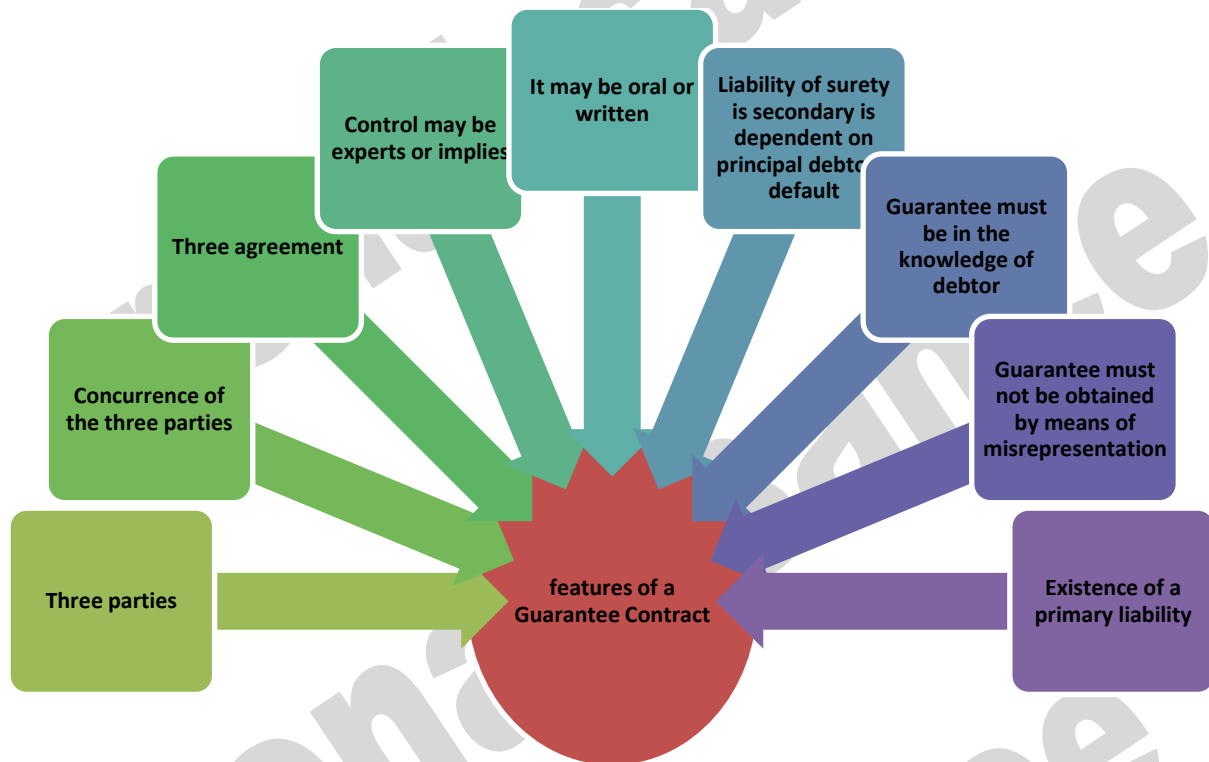 Three parties
Concurrence of
the three parties
Three agreement
Control may be
experts or implies
It may be oral or
written
Liability of surety
is secondary is
dependent on
principal debto
default
Guarantee must
be in the
knowledge of
debtor
Guarantee must
not be obtained
by means of
misrepresentation
Existence of a
primary liability
features of a
Guarantee Contract